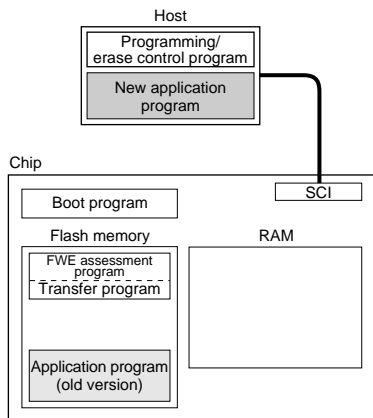 Host
Programming/
erase control program
New application
program
Chip
SCI
Boot program
Flash memory
RAM
FWE assessment
program
Transfer program
Application program
(old version)